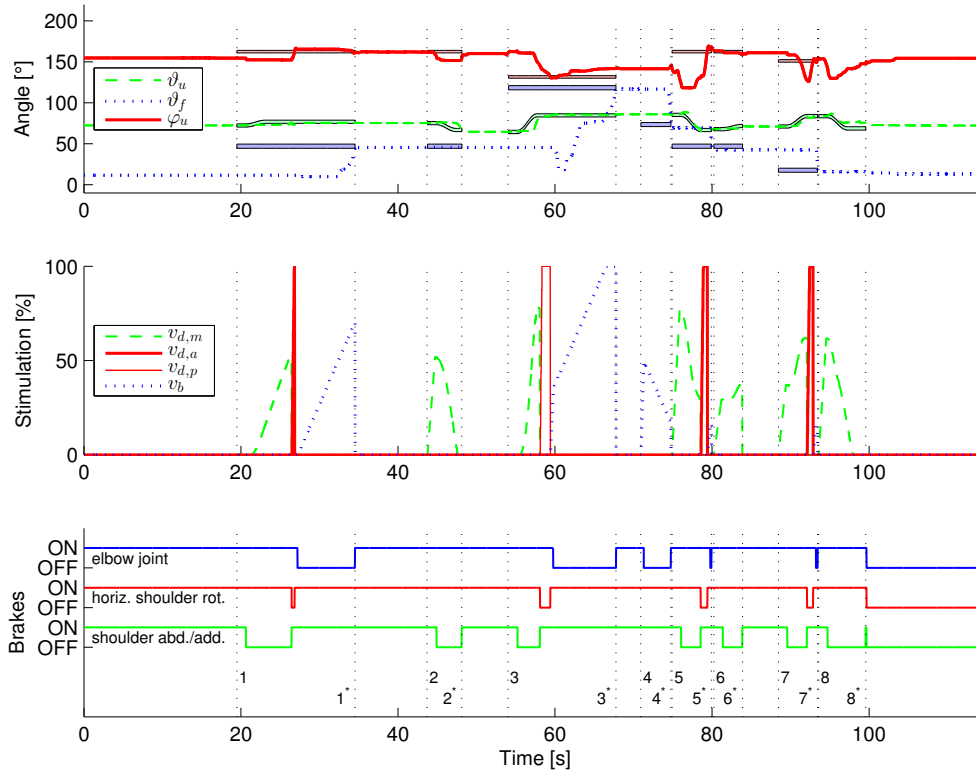 Angle [°]
200
150
100
50
0
ϑu
ϑf
φu
0 20 40 60 80 100
Time [s]
Stimulation [%]
100
50
0
vd,m
vd,a
vd,p
vb
0 20 40 60 80 100
Time [s]
Brakes
ON
OFF
elbow joint
ON
OFF
horiz. shoulder rot.
ON
OFF
shoulder abd./add.
1 2 3 4 5 6 7 8
1* 2* 3* 4* 5* 6* 7* 8*
0 20 40 60 80 100
Time [s]